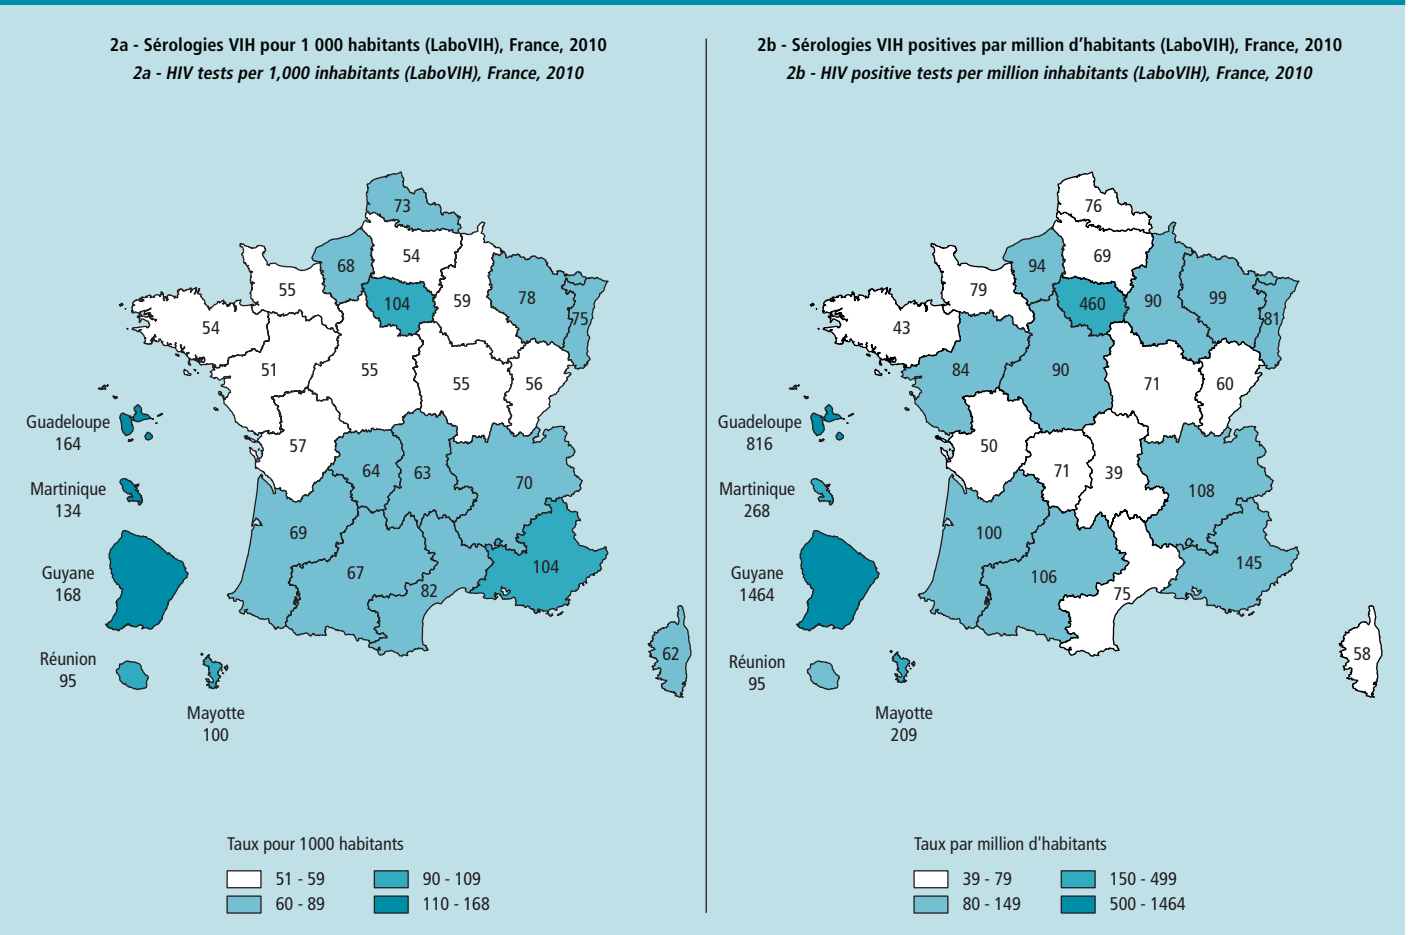 2a - Sérologies VIH pour 1 000 habitants (LaboVIH), France, 2010
2a - HIV tests per 1,000 inhabitants (LaboVIH), France, 2010
73
54
68
104
59
78
75
55
54
51
55
55
56
57
64
63
70
69
67
82
104
62
Guadeloupe
164
Martinique
134
Guyane
168
Réunion
95
Mayotte
100
Taux pour 1000 habitants
51 - 59
90 - 109
60 - 89
110 - 168
2b - Sérologies VIH positives par million d’habitants (LaboVIH), France, 2010
2b - HIV positive tests per million inhabitants (LaboVIH), France, 2010
76
69
94
460
90
99
81
79
43
84
90
71
60
50
71
39
108
100
106
75
145
58
Guadeloupe
816
Martinique
268
Guyane
1464
Réunion
95
Mayotte
209
Taux par million d'habitants
39 - 79
150 - 499
80 - 149
500 - 1464